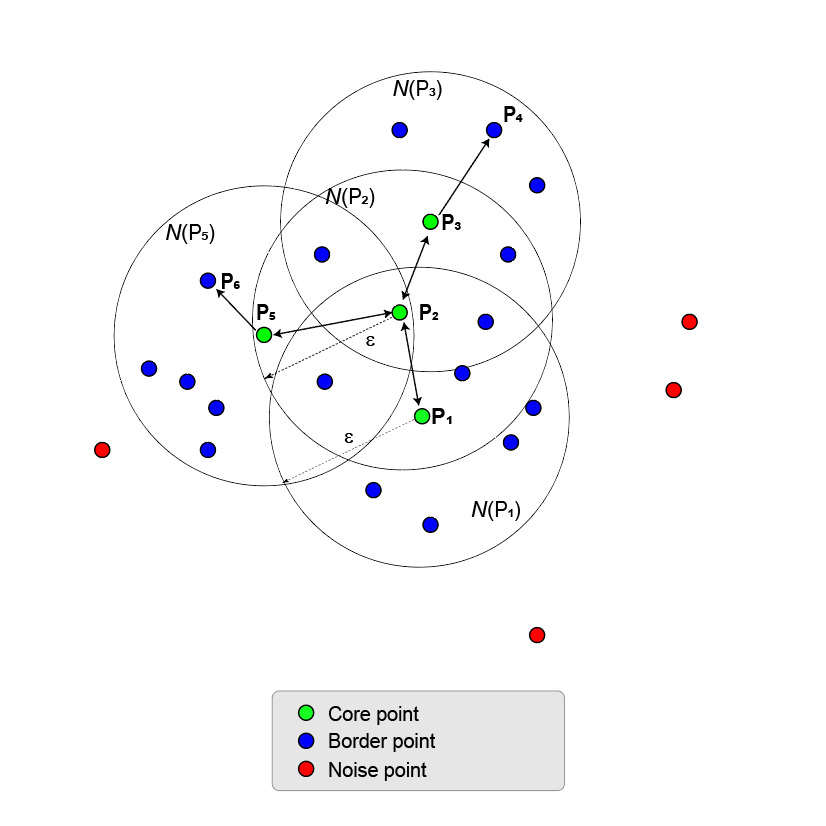 N(P₃)
P₄
N(P₂)
P₃
N(P₅)
P₆
P₅
P₂
ε
P₁
ε
N(P₁)
Core point
Border point
Noise point